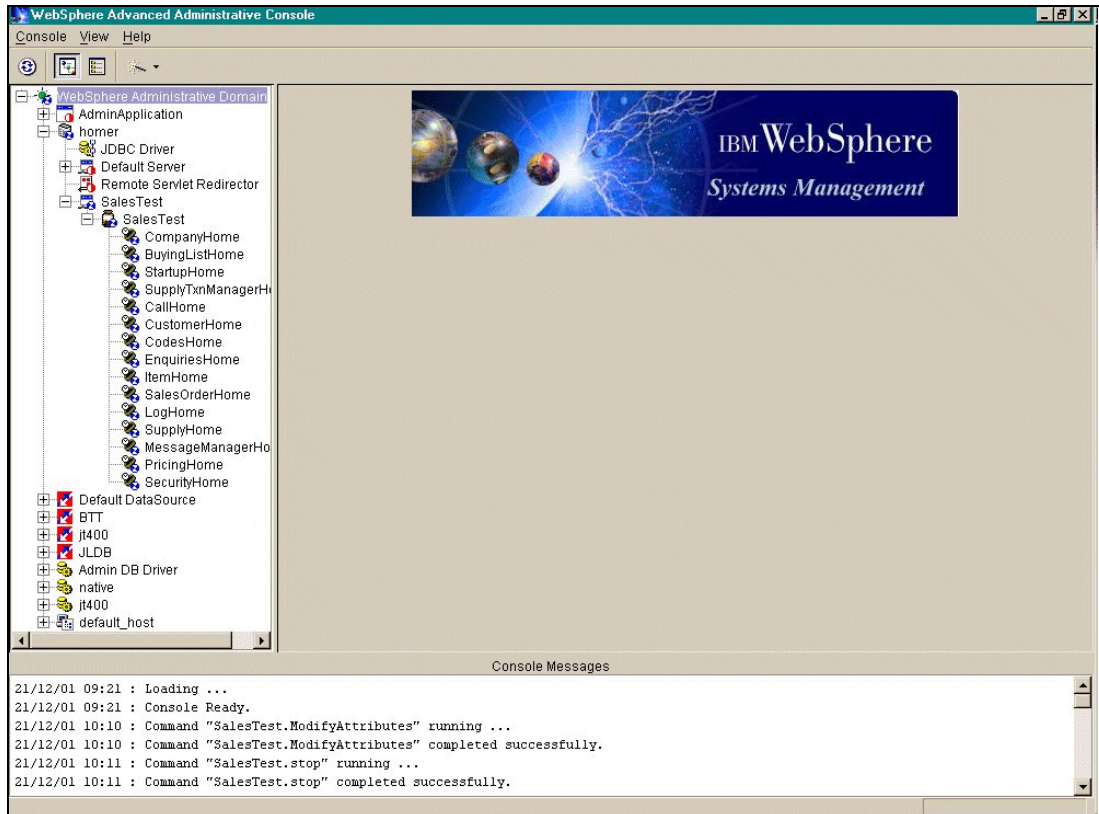 WebSphere Advanced Administrative Console
Console View Help
WebSphere Administrative Domain
AdminApplication
homer
JDBC Driver
Default Server
Remote Servlet Redirector
SalesTest
SalesTest
CompanyHome
BuyingListHome
StartupHome
SupplyTxnManagerH
CallHome
CustomerHome
CodesHome
EnquiriesHome
ItemHome
SalesOrderHome
LogHome
SupplyHome
MessageManagerHo
PricingHome
SecurityHome
Default DataSource
BTT
jt400
JLDB
Admin DB Driver
native
jt400
default_host
IBM WebSphere
Systems Management
Console Messages
21/12/01 09:21 : Loading ...
21/12/01 09:21 : Console Ready.
21/12/01 10:10 : Command "SalesTest.ModifyAttributes" running ...
21/12/01 10:10 : Command "SalesTest.ModifyAttributes" completed successfully.
21/12/01 10:11 : Command "SalesTest.stop" running ...
21/12/01 10:11 : Command "SalesTest.stop" completed successfully.